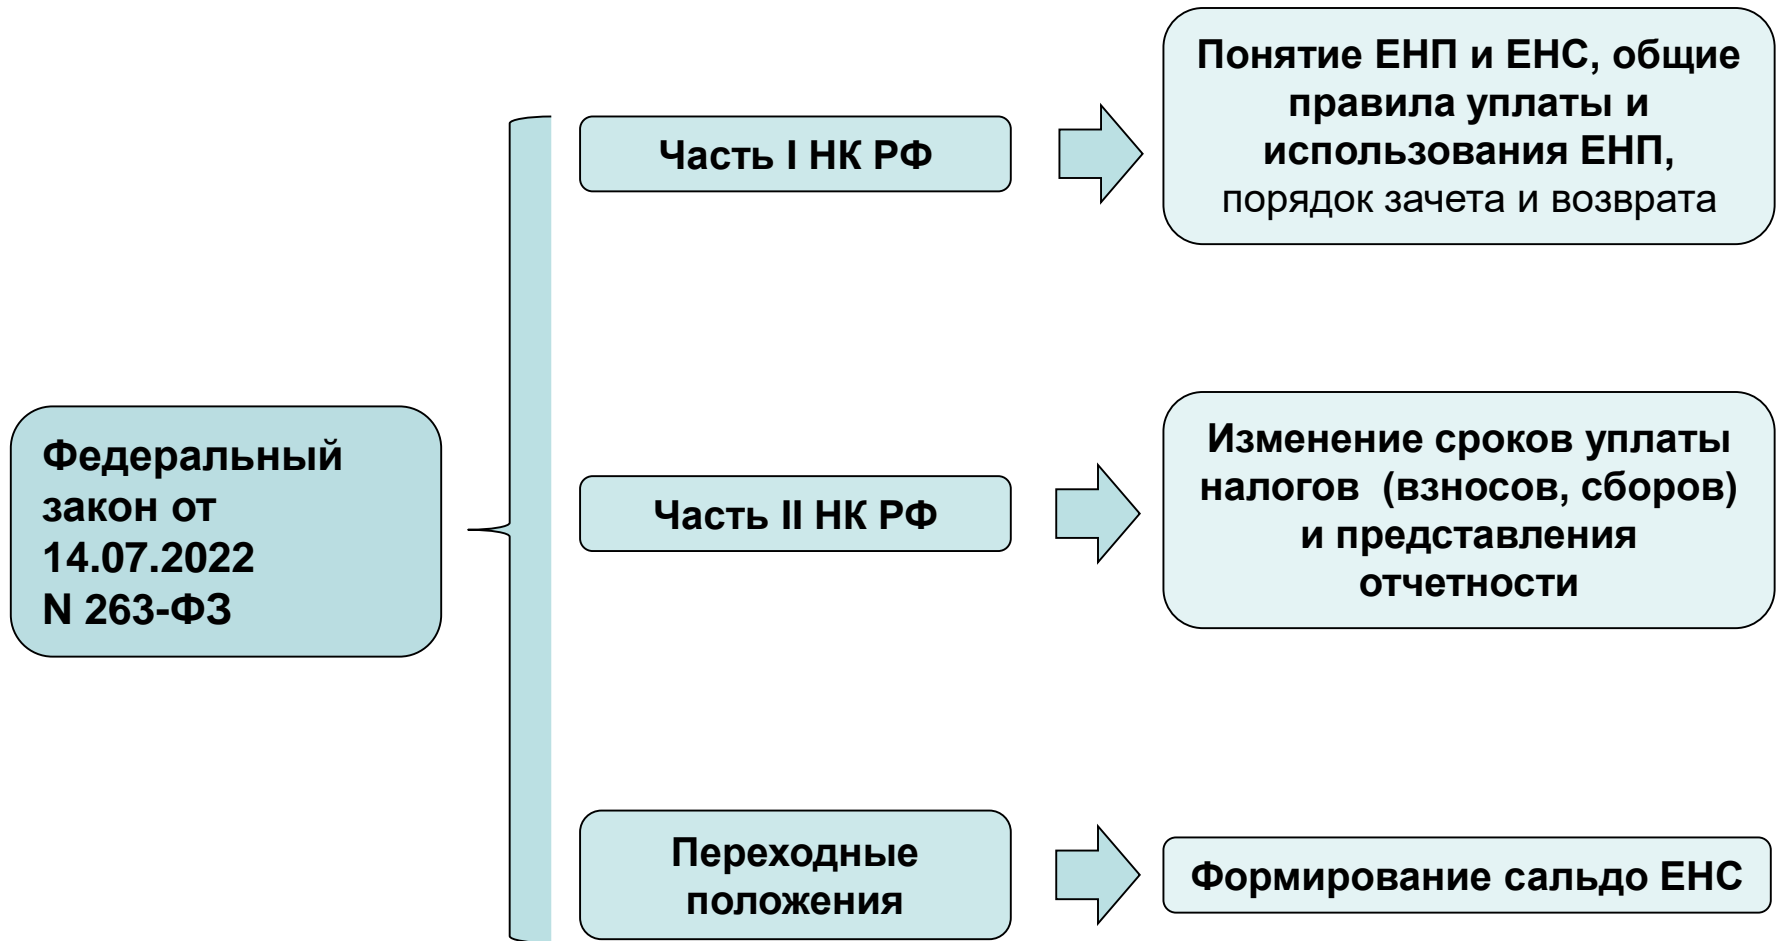 Федеральный
закон от
14.07.2022
N 263-ФЗ
Часть I НК РФ
Понятие ЕНП и ЕНС, общие
правила уплаты и
использования ЕНП,
порядок зачета и возврата
Часть II НК РФ
Изменение сроков уплаты
налогов (взносов, сборов)
и представления
отчетности
Переходные
положения
Формирование сальдо ЕНС